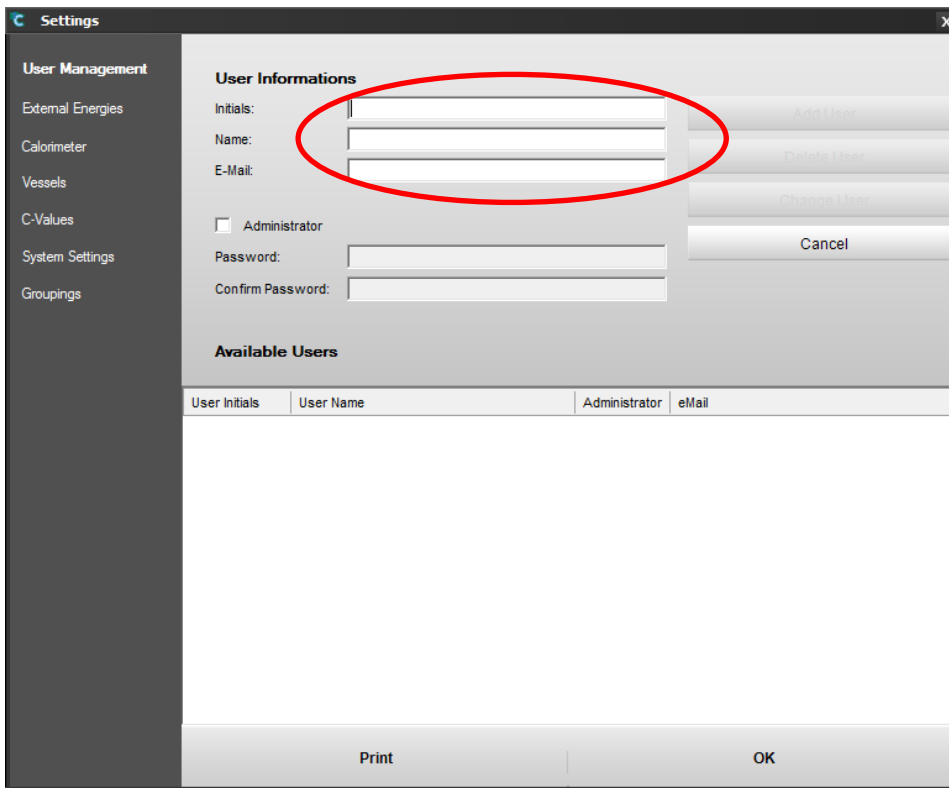 C Settings X
User Management
External Energies
Calorimeter
Vessels
C-Values
System Settings
Groupings
User Informations
Initials:
Name:
E-Mail:
Administrator
Password:
Confirm Password:
Add User
Delete User
Change User
Cancel
Available Users
User Initials User Name Administrator eMail
Print OK